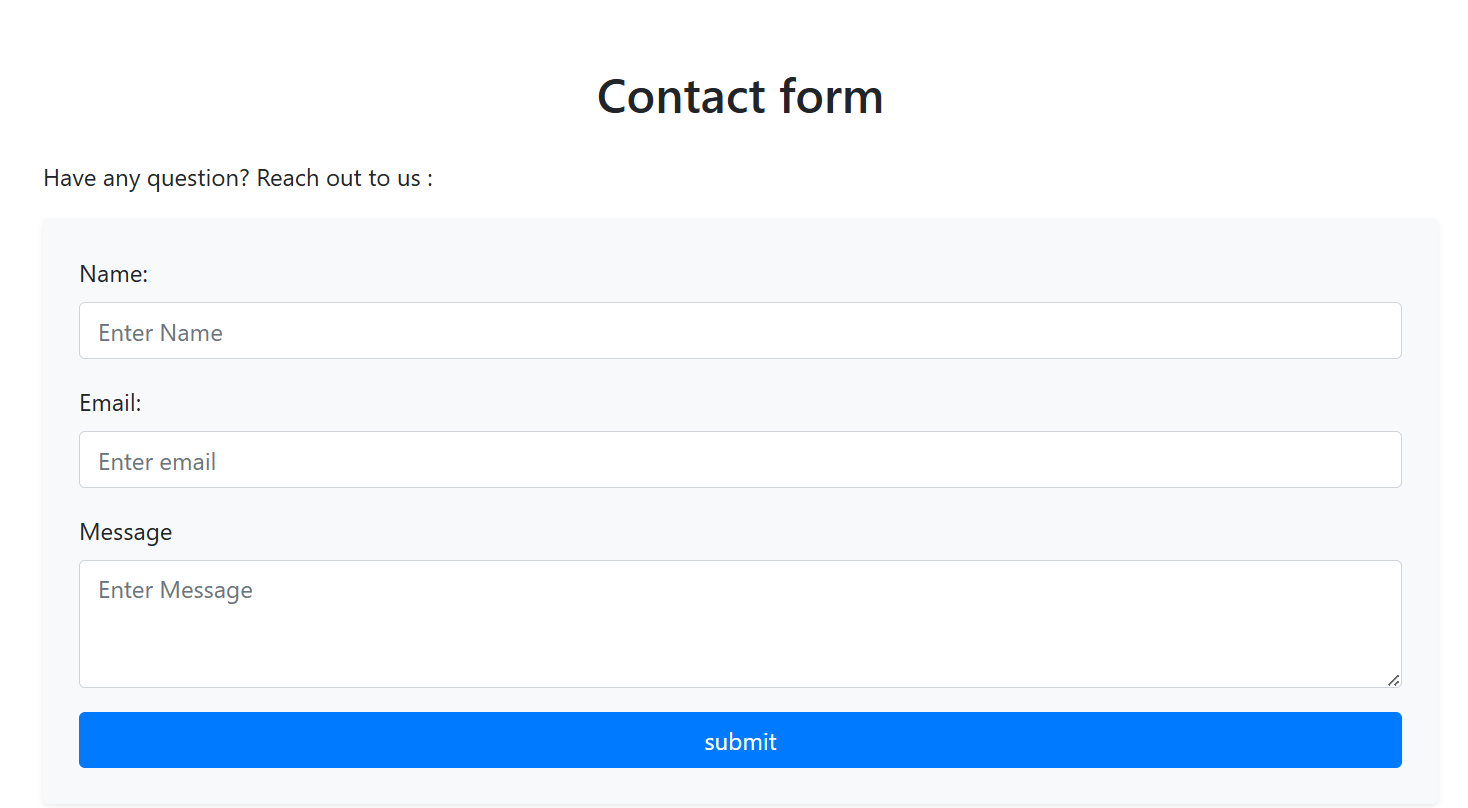 Contact form
Have any question? Reach out to us :
Name:
Enter Name
Email:
Enter email
Message
Enter Message
submit